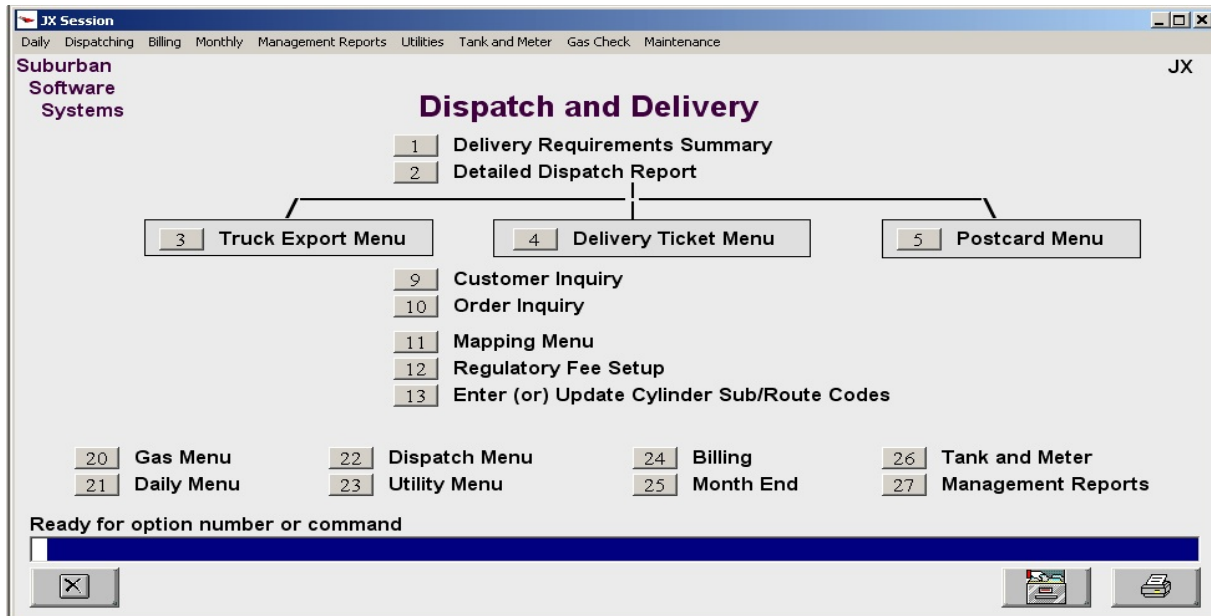 JX Session
Daily Dispatching Billing Monthly Management Reports Utilities Tank and Meter Gas Check Maintenance
Suburban
Software
Systems
JX
Dispatch and Delivery
1 Delivery Requirements Summary
2 Detailed Dispatch Report
3 Truck Export Menu
4 Delivery Ticket Menu
5 Postcard Menu
9 Customer Inquiry
10 Order Inquiry
11 Mapping Menu
12 Regulatory Fee Setup
13 Enter (or) Update Cylinder Sub/Route Codes
20 Gas Menu 22 Dispatch Menu 24 Billing 26 Tank and Meter
21 Daily Menu 23 Utility Menu 25 Month End 27 Management Reports
Ready for option number or command